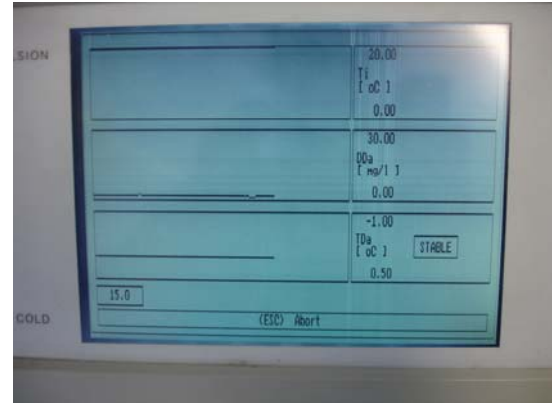 LSION
20.00
Ti
[ oC ]
0.00
30.00
DDa
[ mg/l ]
0.00
-1.00
TDa
[ oC ]
STABLE
0.50
15.0
(ESC) Abort
COLD